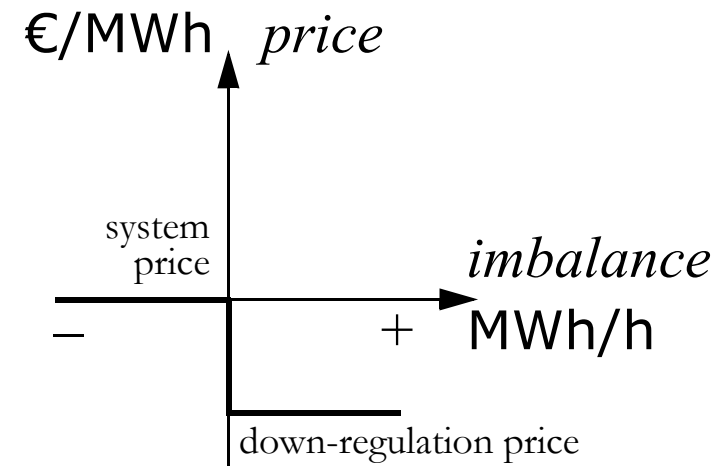 €/MWh price
system
price
imbalance
− + MWh/h
down-regulation price